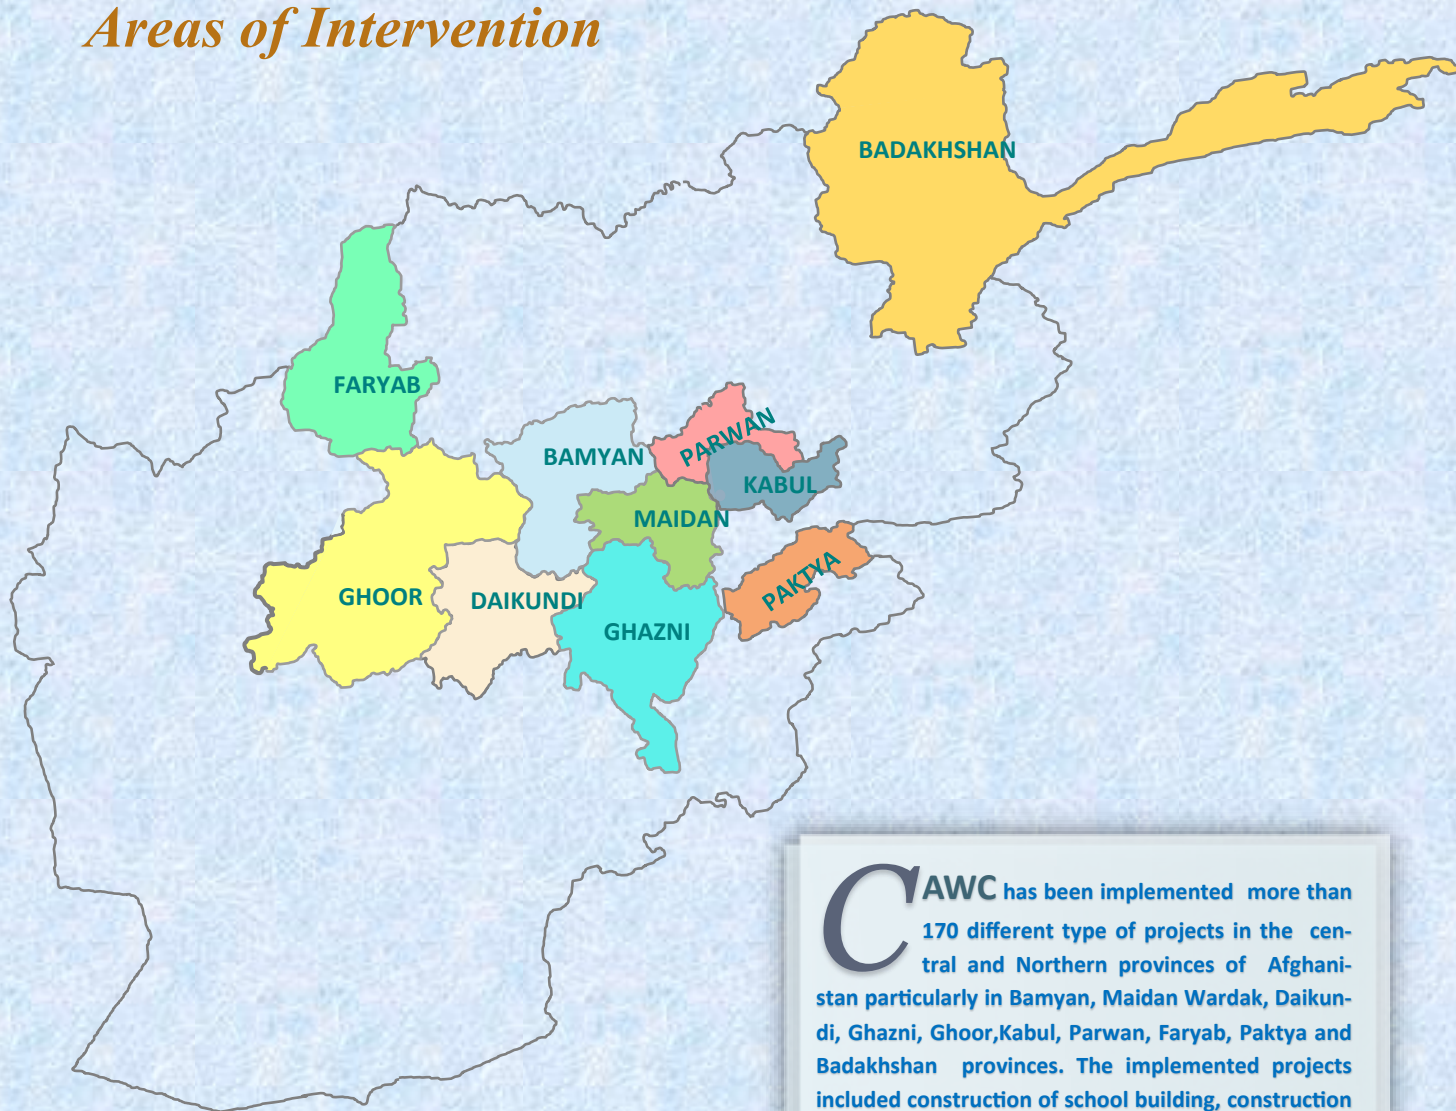 Areas of Intervention
BADAKHSHAN
FARYAB
PARWAN
BAMYAN
KABUL
MAIDAN
PAKTYA
GHOOR
DAIKUNDI
GHAZNI
CAWC has been implemented more than
170 different type of projects in the cen-
tral and Northern provinces of Afghani-
stan particularly in Bamyan, Maidan Wardak, Daikun-
di, Ghazni, Ghoor,Kabul, Parwan, Faryab, Paktya and
Badakhshan provinces. The implemented projects
included construction of school building, construction